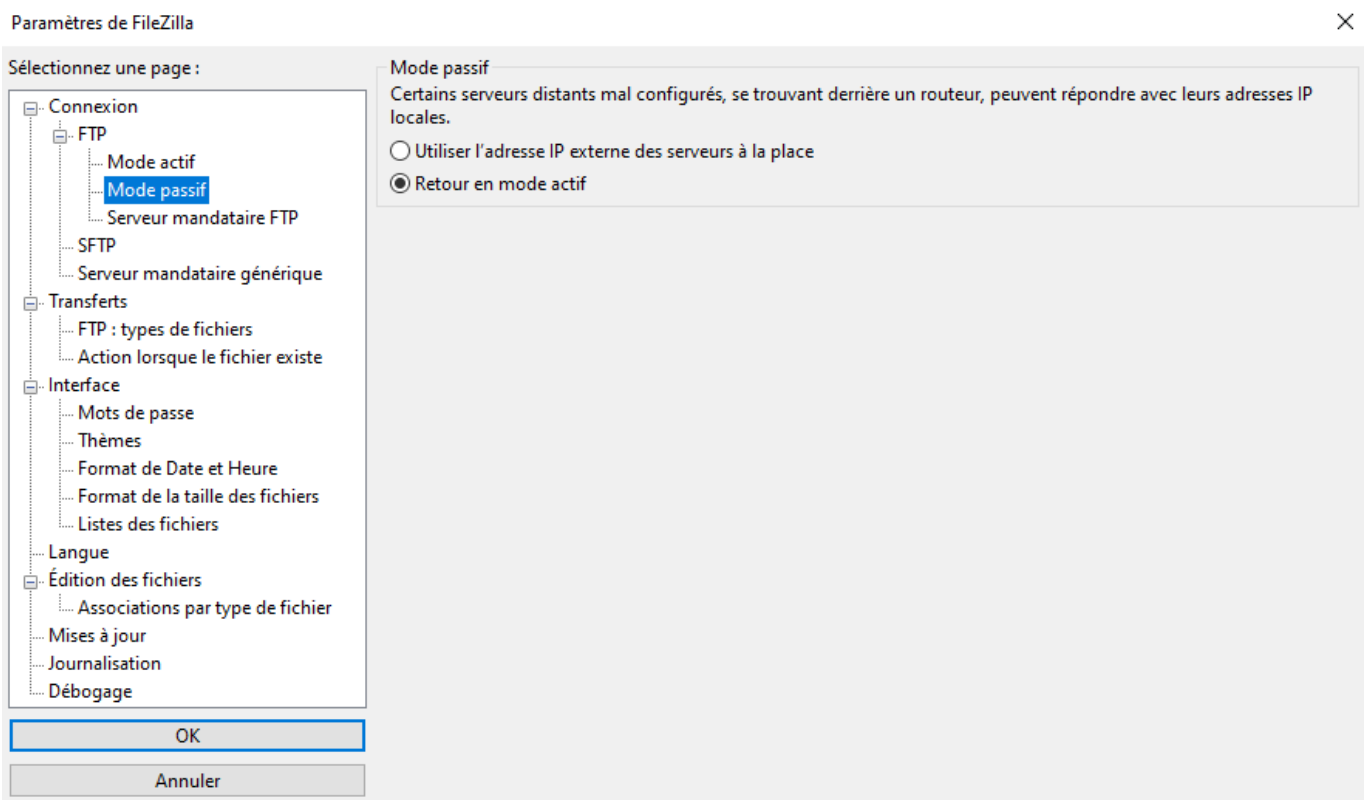 Paramètres de FileZilla
Sélectionnez une page :
Connexion
FTP
Mode actif
Mode passif
Serveur mandataire FTP
SFTP
Serveur mandataire générique
Transferts
FTP : types de fichiers
Action lorsque le fichier existe
Interface
Mots de passe
Thèmes
Format de Date et Heure
Format de la taille des fichiers
Listes des fichiers
Langue
Édition des fichiers
Associations par type de fichier
Mises à jour
Journalisation
Débogage
OK
Annuler
Mode passif
Certains serveurs distants mal configurés, se trouvant derrière un routeur, peuvent répondre avec leurs adresses IP
locales.
Utiliser l'adresse IP externe des serveurs à la place
Retour en mode actif